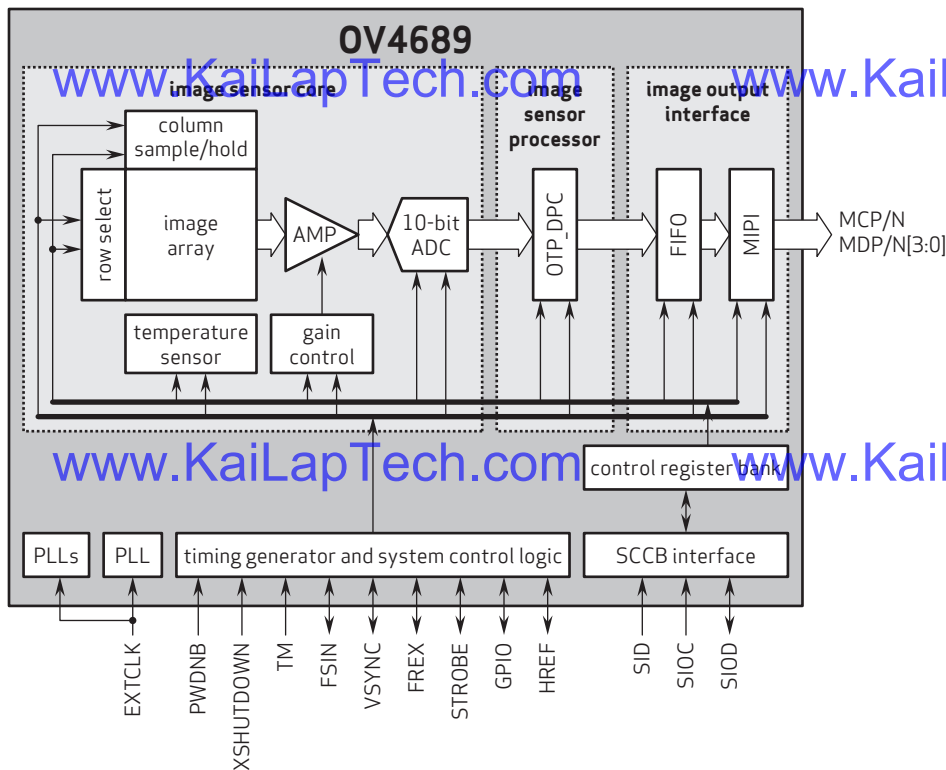 OV4689
www.KaiLapTech.com
www.Kail
image sensor core
image
sensor
processor
image output
interface
column
sample/hold
row select
image
array
AMP
10-bit
ADC
OTP_DPC
FIFO
MIPI
MCP/N
MDP/N[3:0]
temperature
sensor
gain
control
www.KaiLapTech.com
www.Kail
control register bank
PLLs
PLL
timing generator and system control logic
SCCB interface
EXTCLK
PWDNB
XSHUTDOWN
TM
FSIN
VSYNC
FREX
STROBE
GPIO
HREF
SID
SIOC
SIOD